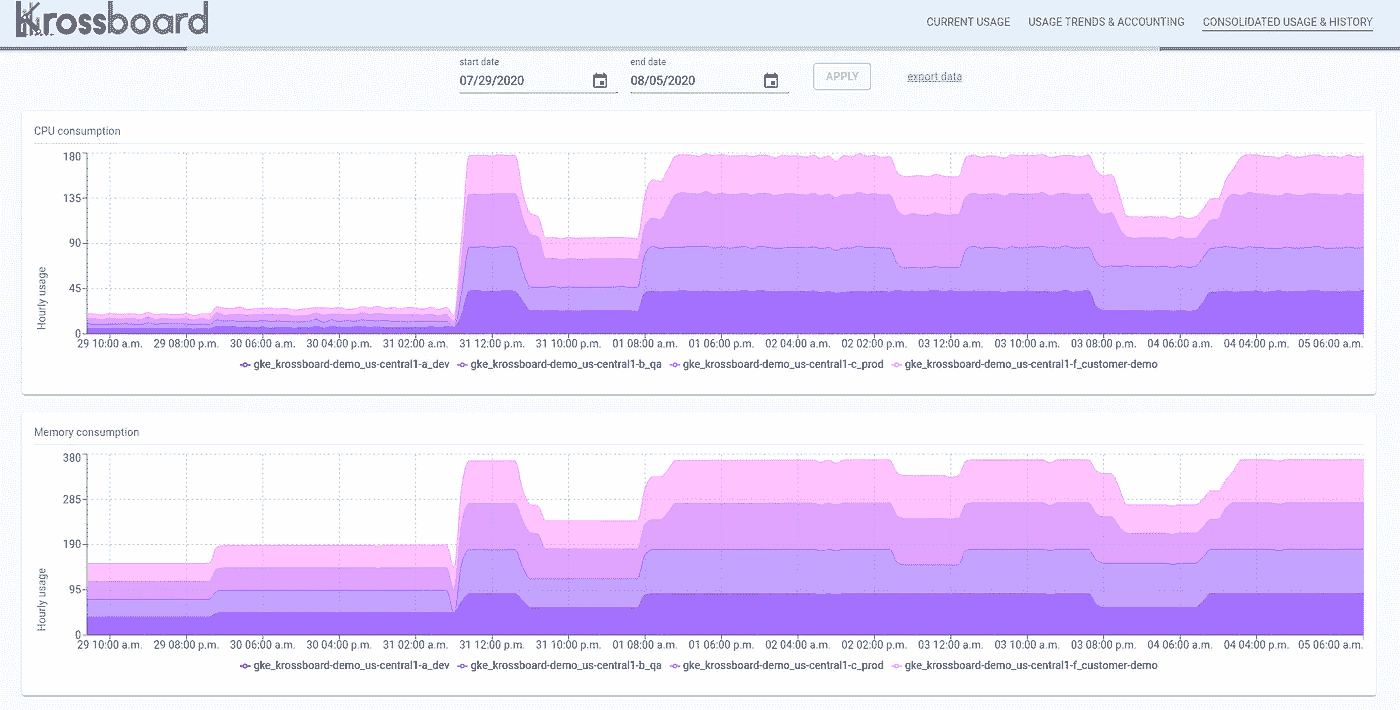 Krossboard
CURRENT USAGE USAGE TRENDS & ACCOUNTING CONSOLIDATED USAGE & HISTORY
start date end date
07/29/2020 08/05/2020 APPLY export data
CPU consumption
180
135
90
45
0
Hourly usage
29 10:00 a.m. 29 08:00 p.m. 30 06:00 a.m. 30 04:00 p.m. 31 02:00 a.m. 31 12:00 p.m. 31 10:00 p.m. 01 08:00 a.m. 01 06:00 p.m. 02 04:00 a.m. 02 02:00 p.m. 03 12:00 a.m. 03 10:00 a.m. 03 08:00 p.m. 04 06:00 a.m. 04 04:00 p.m. 05 06:00 a.m.
gke_krossboard-demo_us-central1-a_dev gke_krossboard-demo_us-central1-b_qa gke_krossboard-demo_us-central1-c_prod gke_krossboard-demo_us-central1-f_customer-demo
Memory consumption
380
285
190
95
0
Hourly usage
29 10:00 a.m. 29 08:00 p.m. 30 06:00 a.m. 30 04:00 p.m. 31 02:00 a.m. 31 12:00 p.m. 31 10:00 p.m. 01 08:00 a.m. 01 06:00 p.m. 02 04:00 a.m. 02 02:00 p.m. 03 12:00 a.m. 03 10:00 a.m. 03 08:00 p.m. 04 06:00 a.m. 04 04:00 p.m. 05 06:00 a.m.
gke_krossboard-demo_us-central1-a_dev gke_krossboard-demo_us-central1-b_qa gke_krossboard-demo_us-central1-c_prod gke_krossboard-demo_us-central1-f_customer-demo